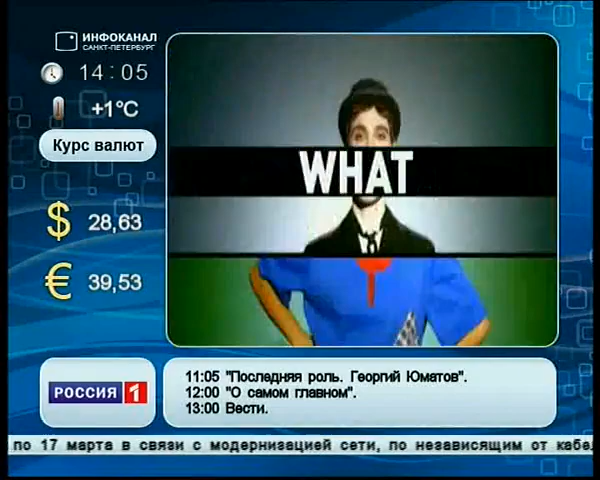 ИНФОКАНАЛ
САНКТ-ПЕТЕРБУРГ
14:05
+1°C
Курс валют
$ 28,63
€ 39,53
WHAT
РОССИЯ 1
11:05 "Последняя роль. Георгий Юматов".
12:00 "О самом главном".
13:00 Вести.
по 17 марта в связи с модернизацией сети, по независящим от кабе